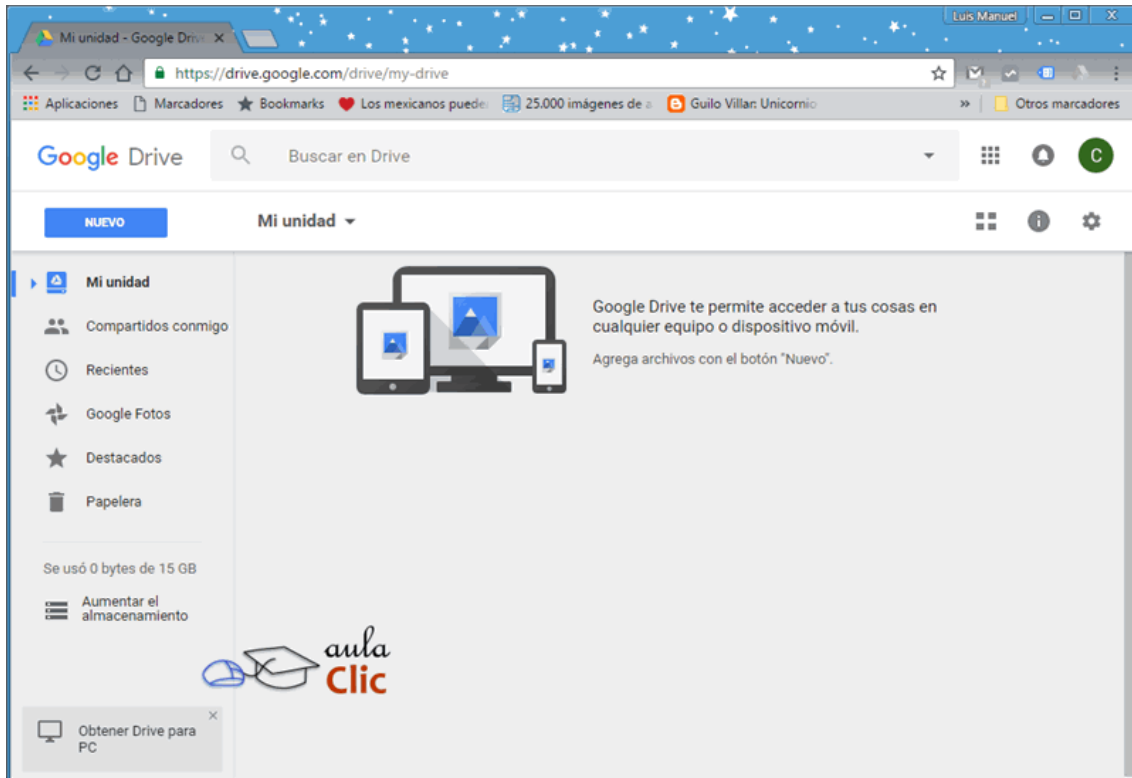 Luis Manuel
Mi unidad - Google Drive
https://drive.google.com/drive/my-drive
Aplicaciones Marcadores Bookmarks Los mexicanos puede 25.000 imágenes de a Guilo Villar: Unicornio » Otros marcadores
Google Drive Buscar en Drive C
NUEVO Mi unidad
Mi unidad
Google Drive te permite acceder a tus cosas en
cualquier equipo o dispositivo móvil.
Agrega archivos con el botón "Nuevo".
Compartidos conmigo
Recientes
Google Fotos
Destacados
Papelera
Se usó 0 bytes de 15 GB
Aumentar el
almacenamiento
aula
Clic
Obtener Drive para
PC